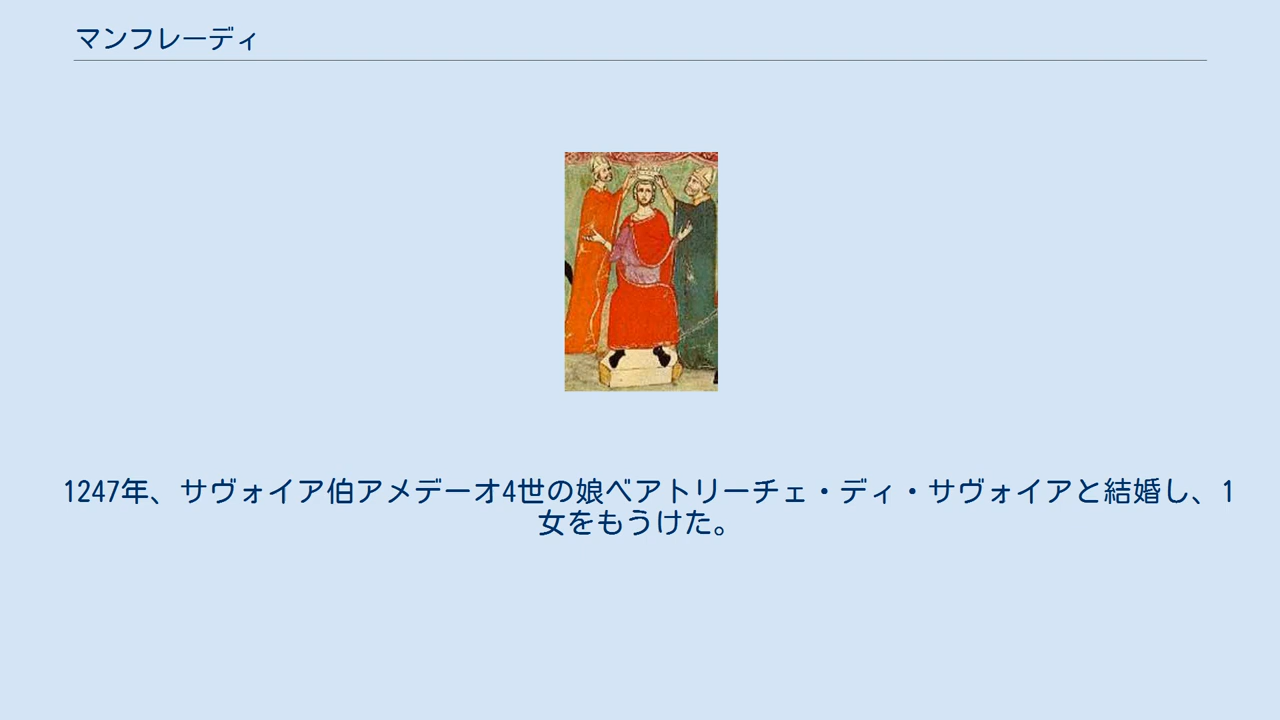 マンフレーディ
1247年、サヴォイア伯アメデーオ4世の娘ベアトリーチェ・ディ・サヴォイアと結婚し、1
女をもうけた。